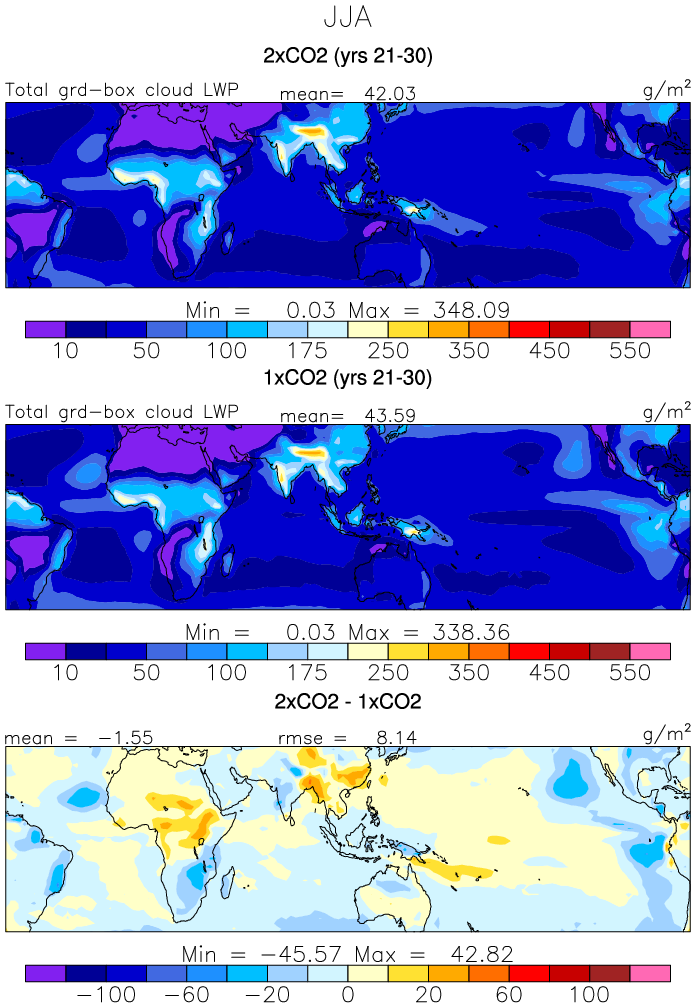 JJA
2xCO2 (yrs 21-30)
Total grd-box cloud LWP mean= 42.03 g/m²
Min = 0.03 Max = 348.09
10 50 100 175 250 350 450 550
1xCO2 (yrs 21-30)
Total grd-box cloud LWP mean= 43.59 g/m²
Min = 0.03 Max = 338.36
10 50 100 175 250 350 450 550
2xCO2 - 1xCO2
mean = -1.55 rmse = 8.14 g/m²
Min = -45.57 Max = 42.82
-100 -60 -20 0 20 60 100